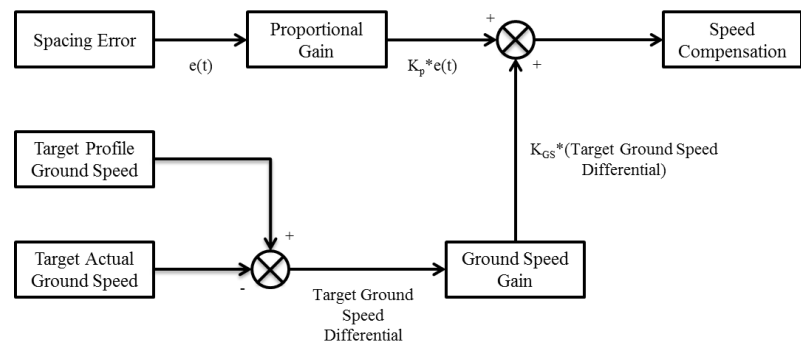 Spacing Error
e(t)
Proportional
Gain
Kₚ*e(t)
+
+
Speed
Compensation
K_GS*(Target Ground Speed
Differential)
Target Profile
Ground Speed
+
Target Actual
Ground Speed
-
Target Ground
Speed
Differential
Ground Speed
Gain